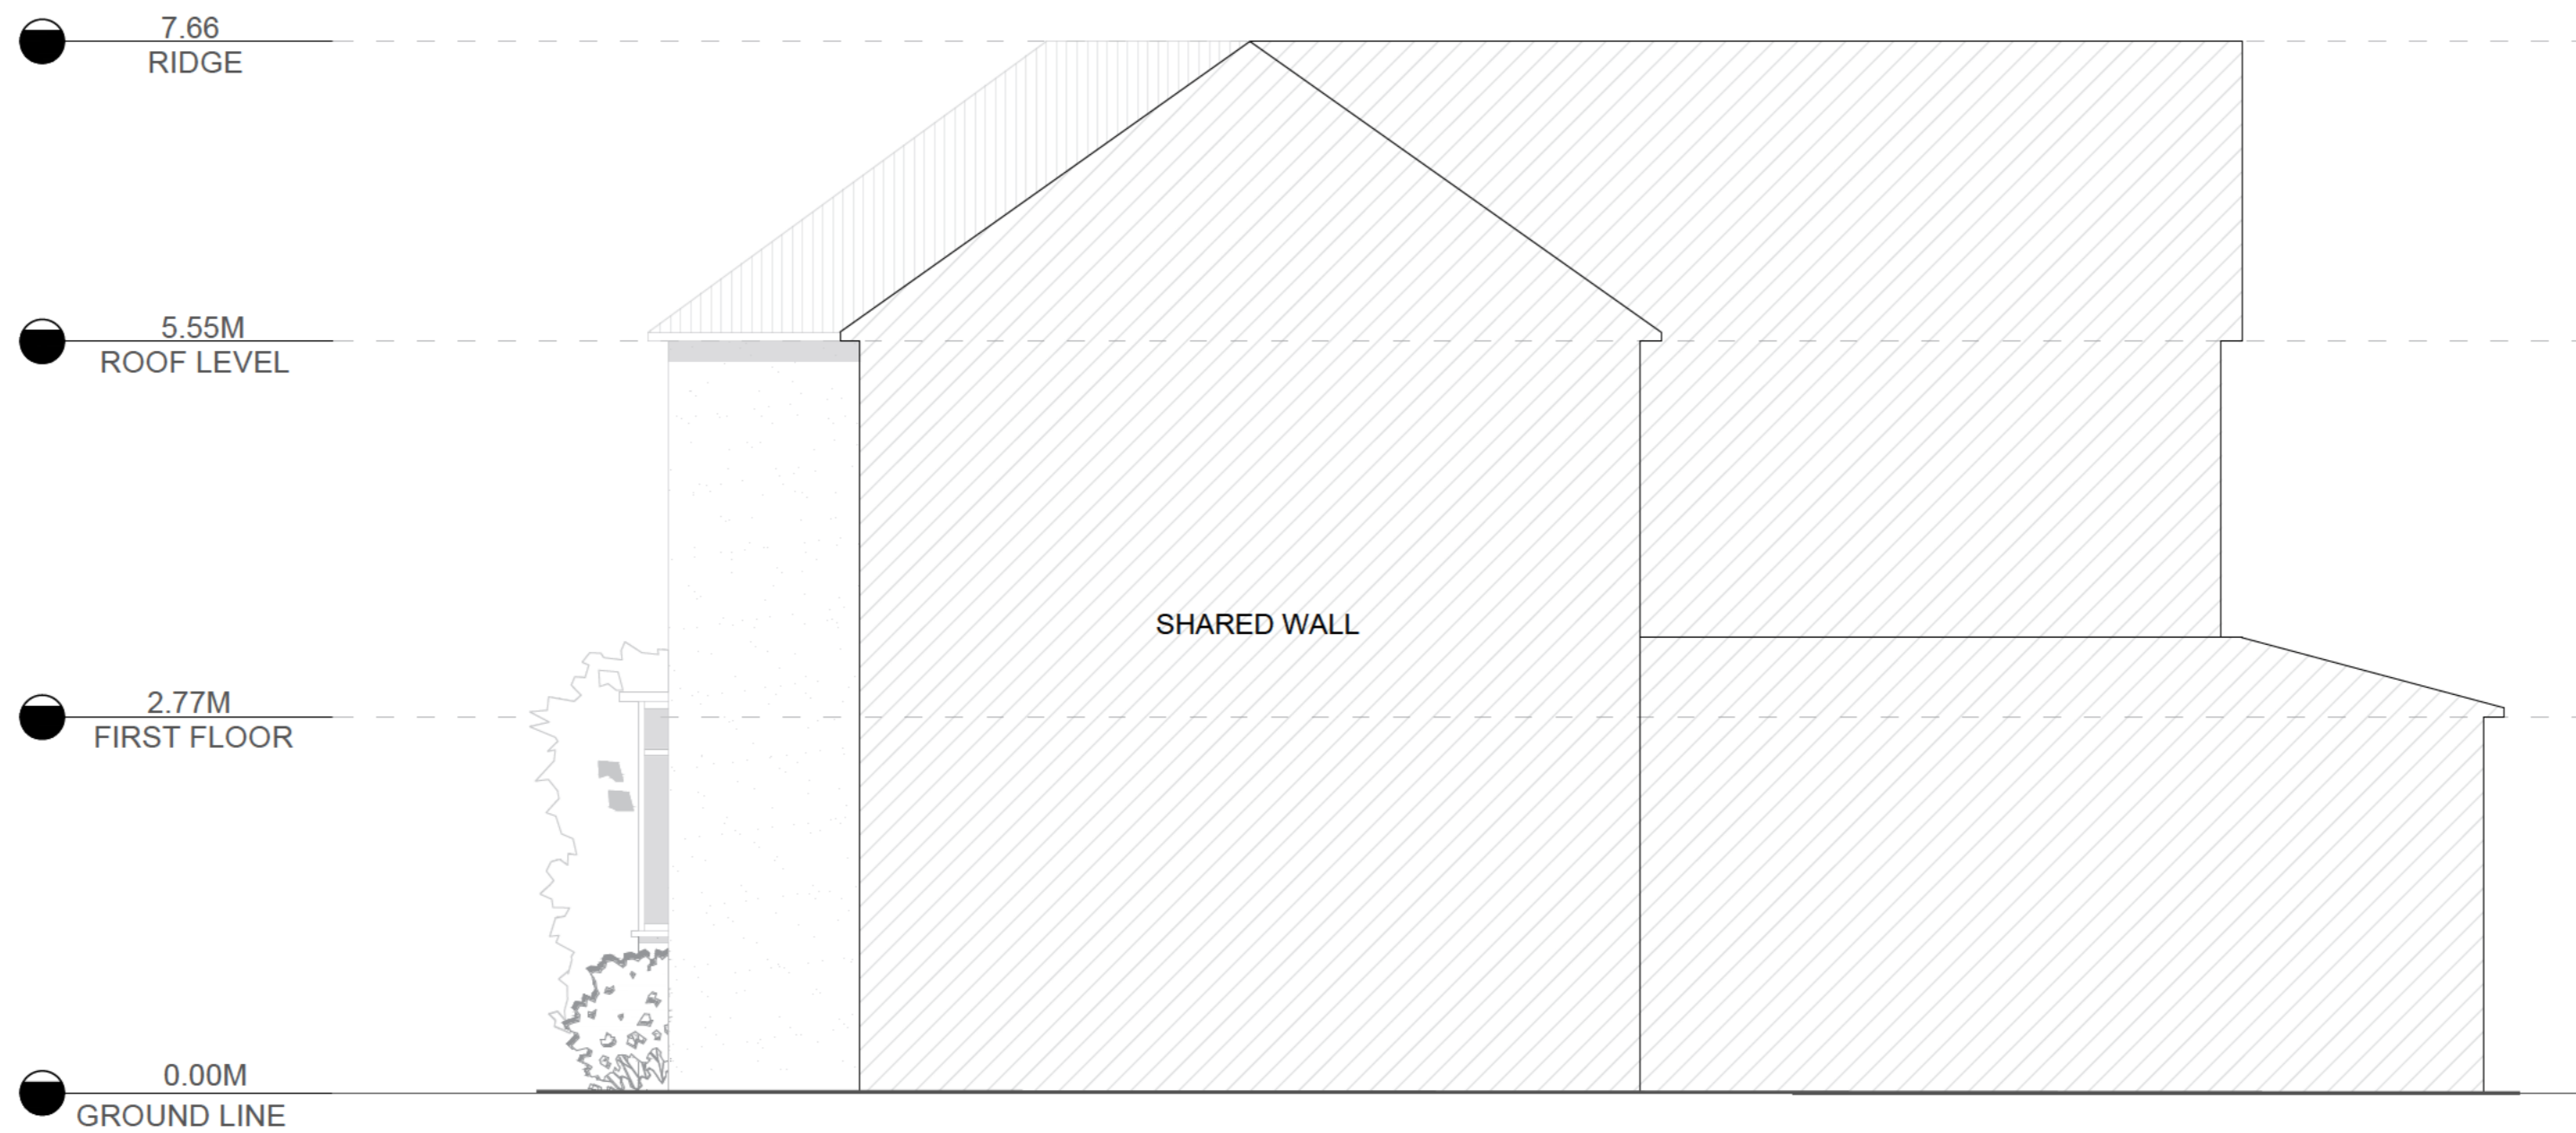 7.66
RIDGE
5.55M
ROOF LEVEL
SHARED WALL
2.77M
FIRST FLOOR
0.00M
GROUND LINE